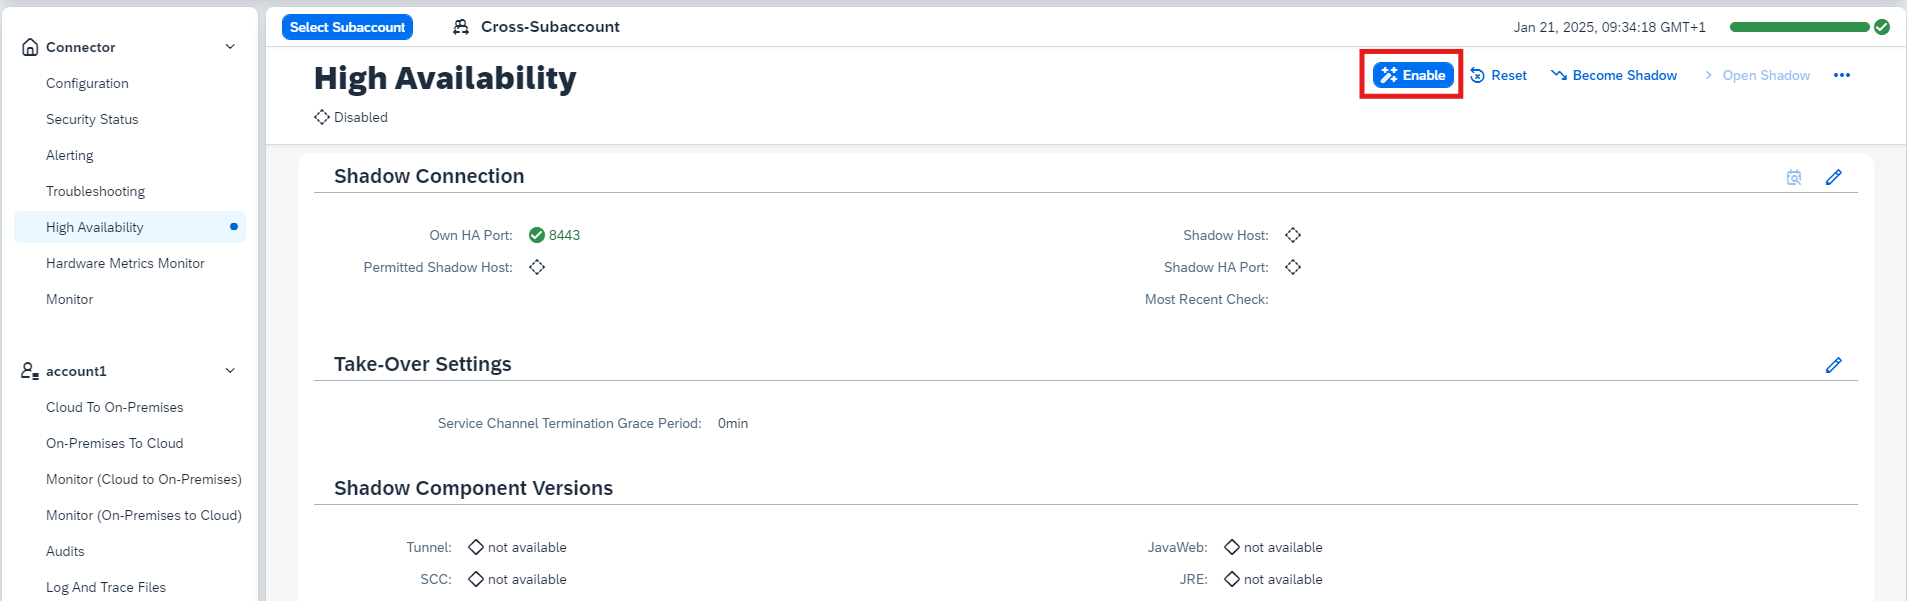 Connector
Configuration
Security Status
Alerting
Troubleshooting
High Availability
Hardware Metrics Monitor
Monitor
account1
Cloud To On-Premises
On-Premises To Cloud
Monitor (Cloud to On-Premises)
Monitor (On-Premises to Cloud)
Audits
Log And Trace Files
Select Subaccount Cross-Subaccount Jan 21, 2025, 09:34:18 GMT+1
High Availability
Enable Reset Become Shadow Open Shadow
Disabled
Shadow Connection
Own HA Port: 8443
Permitted Shadow Host:
Shadow Host:
Shadow HA Port:
Most Recent Check:
Take-Over Settings
Service Channel Termination Grace Period: 0min
Shadow Component Versions
Tunnel: not available
SCC: not available
JavaWeb: not available
JRE: not available